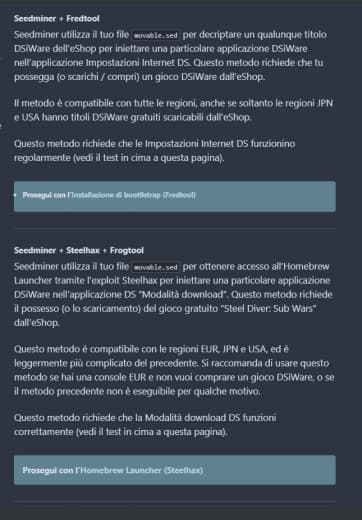 Seedminer + Fredtool
Seedminer utilizza il tuo file movable.sed per decriptare un qualunque titolo
DSiWare dell'eShop per iniettare una particolare applicazione DSiWare
nell'applicazione Impostazioni Internet DS. Questo metodo richiede che tu
possegga (o scarichi / compri) un gioco DSiWare dall'eShop.
Il metodo è compatibile con tutte le regioni, anche se soltanto le regioni JPN
e USA hanno titoli DSiWare gratuiti scaricabili dall'eShop.
Questo metodo richiede che le Impostazioni Internet DS funzionino
regolarmente (vedi il test in cima a questa pagina).
Prosegui con l'Installazione di boot9strap (Fredtool)
Seedminer + Steelhax + Frogtool
Seedminer utilizza il tuo file movable.sed per ottenere accesso all'Homebrew
Launcher tramite l'exploit Steelhax per iniettare una particolare applicazione
DSiWare nell'applicazione DS "Modalità download". Questo metodo richiede
il possesso (o lo scaricamento) del gioco gratuito "Steel Diver: Sub Wars"
dall'eShop.
Questo metodo è compatibile con le regioni EUR, JPN e USA, ed è
leggermente più complicato del precedente. Si raccomanda di usare questo
metodo se hai una console EUR e non vuoi comprare un gioco DSiWare, o se
il metodo precedente non è eseguibile per qualche motivo.
Questo metodo richiede che la Modalità download DS funzioni
correttamente (vedi il test in cima a questa pagina).
Prosegui con l'Homebrew Launcher (Steelhax)